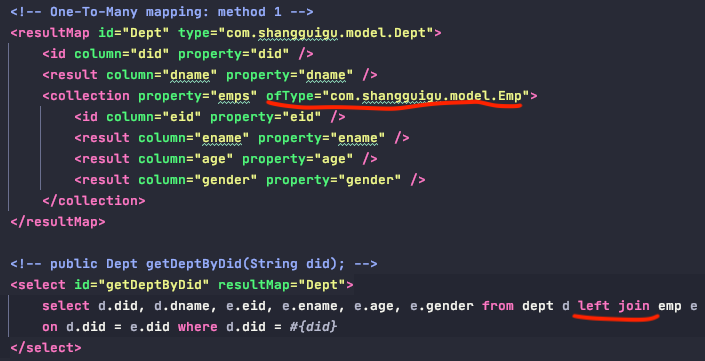 <!-- One-To-Many mapping: method 1 -->
<resultMap id="Dept" type="com.shangguigu.model.Dept">
<id column="did" property="did" />
<result column="dname" property="dname" />
<collection property="emps" ofType="com.shangguigu.model.Emp">
<id column="eid" property="eid" />
<result column="ename" property="ename" />
<result column="age" property="age" />
<result column="gender" property="gender" />
</collection>
</resultMap>
<!-- public Dept getDeptByDid(String did); -->
<select id="getDeptByDid" resultMap="Dept">
select d.did, d.dname, e.eid, e.ename, e.age, e.gender from dept d left join emp e
on d.did = e.did where d.did = #{did}
</select>